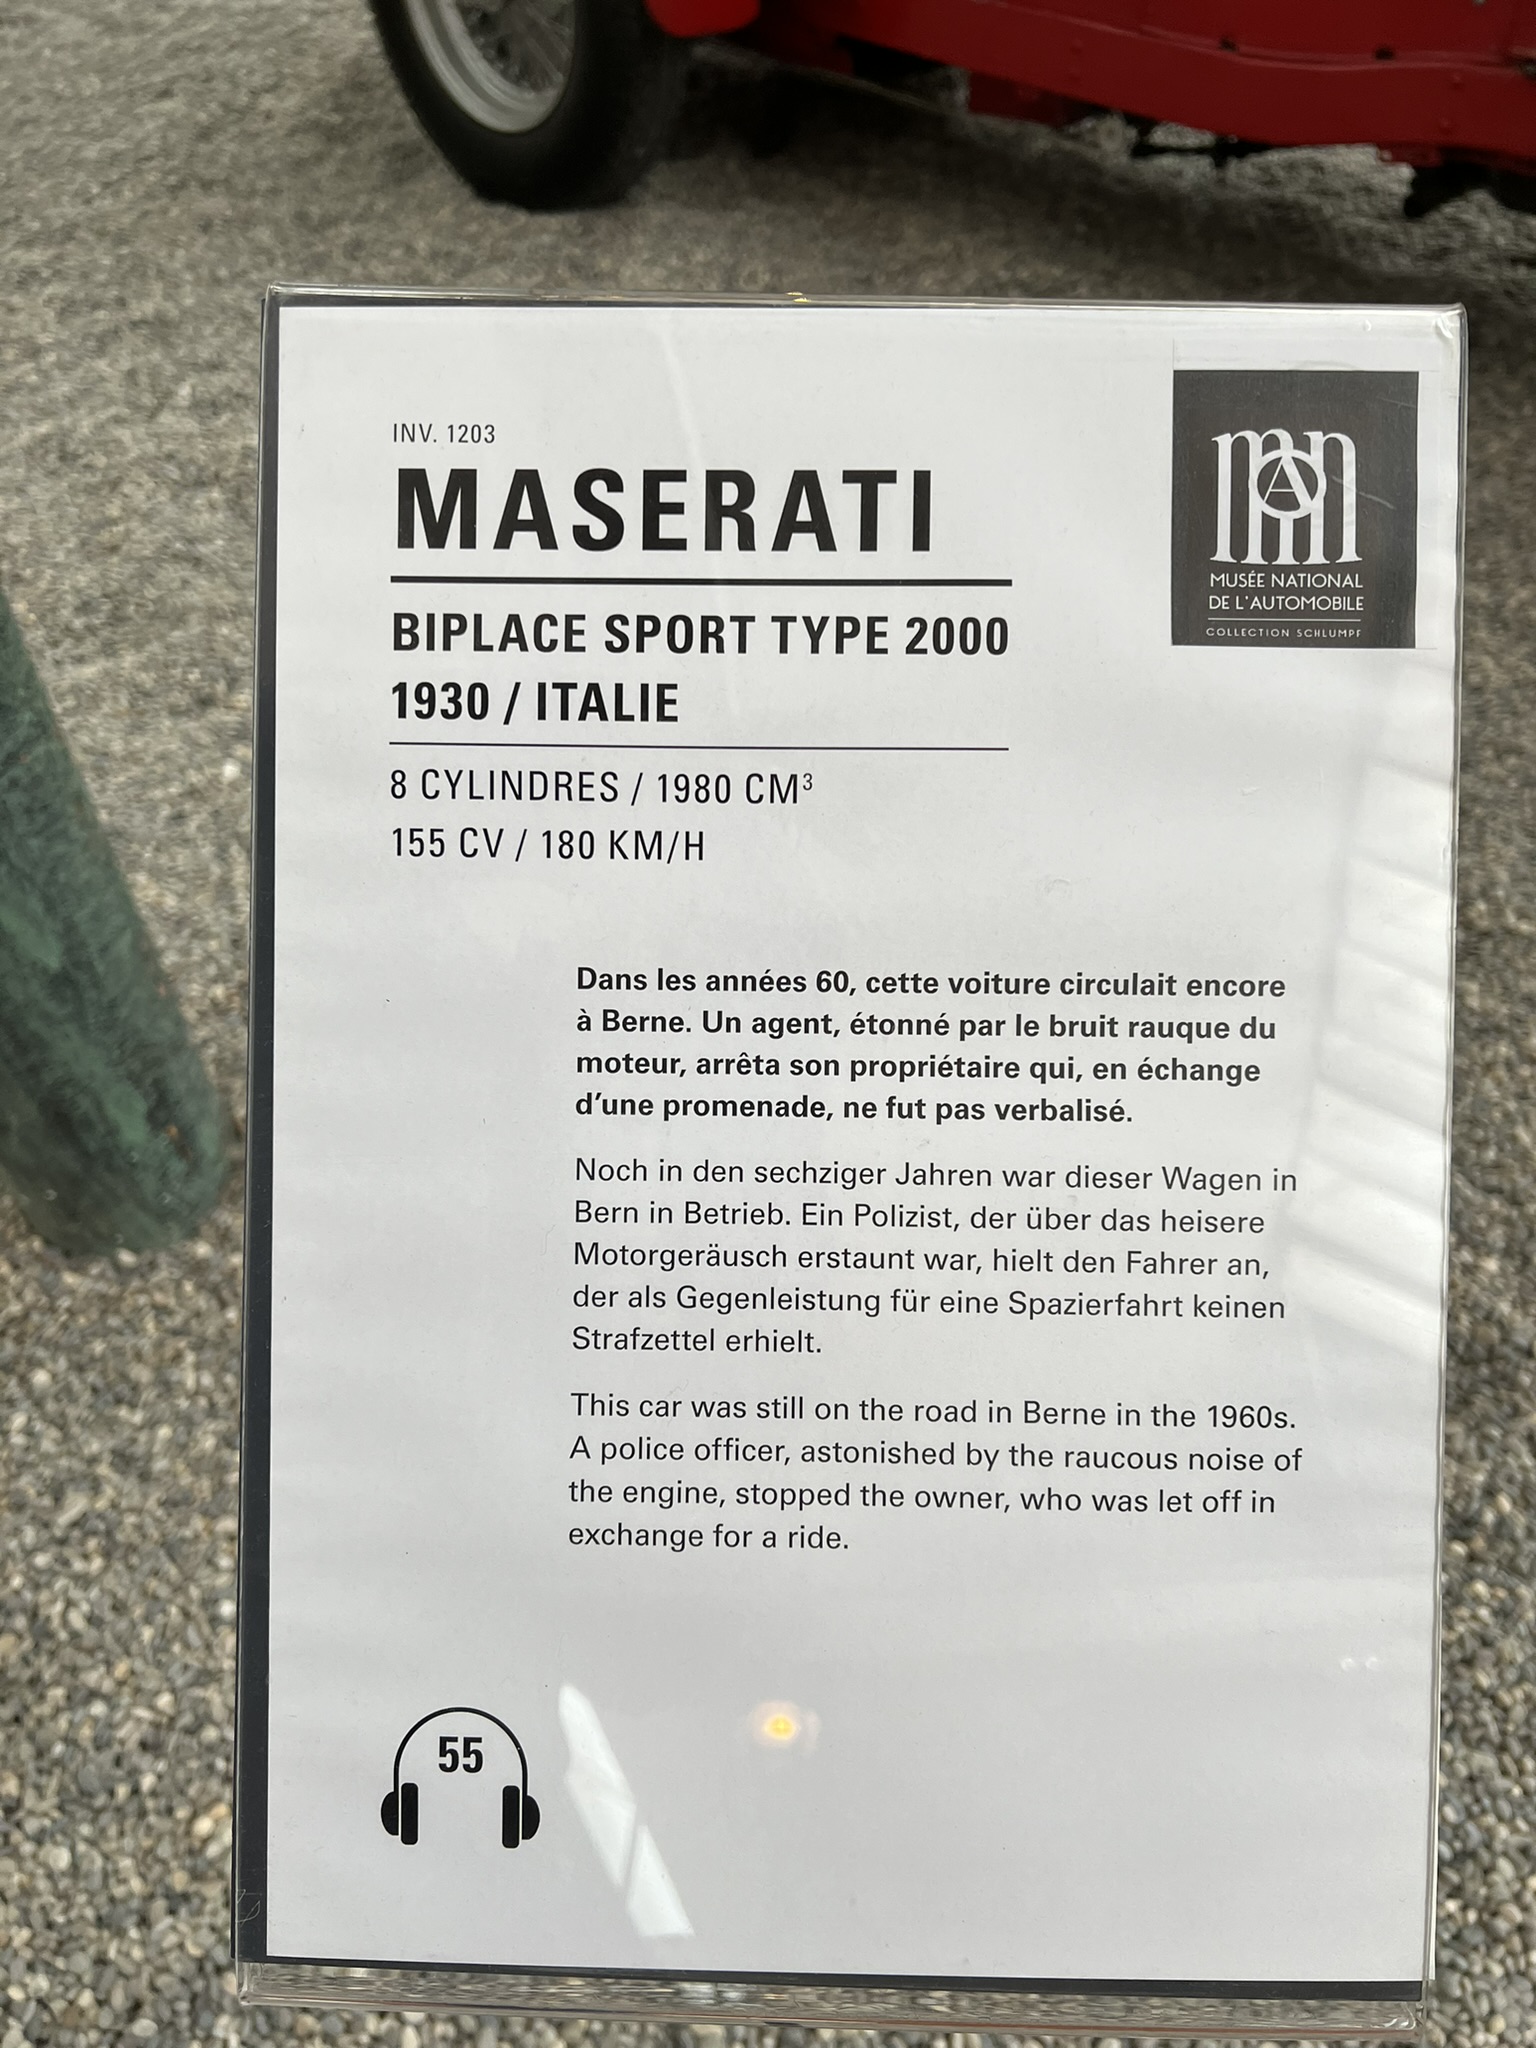 INV. 1203
MASERATI
BIPLACE SPORT TYPE 2000
1930 / ITALIE
8 CYLINDRES / 1980 CM³
155 CV / 180 KM/H
man
MUSÉE NATIONAL
DE L'AUTOMOBILE
COLLECTION SCHLUMPF
Dans les années 60, cette voiture circulait encore
à Berne. Un agent, étonné par le bruit rauque du
moteur, arrêta son propriétaire qui, en échange
d’une promenade, ne fut pas verbalisé.
Noch in den sechziger Jahren war dieser Wagen in
Bern in Betrieb. Ein Polizist, der über das heisere
Motorgeräusch erstaunt war, hielt den Fahrer an,
der als Gegenleistung für eine Spazierfahrt keinen
Strafzettel erhielt.
This car was still on the road in Berne in the 1960s.
A police officer, astonished by the raucous noise of
the engine, stopped the owner, who was let off in
exchange for a ride.
55